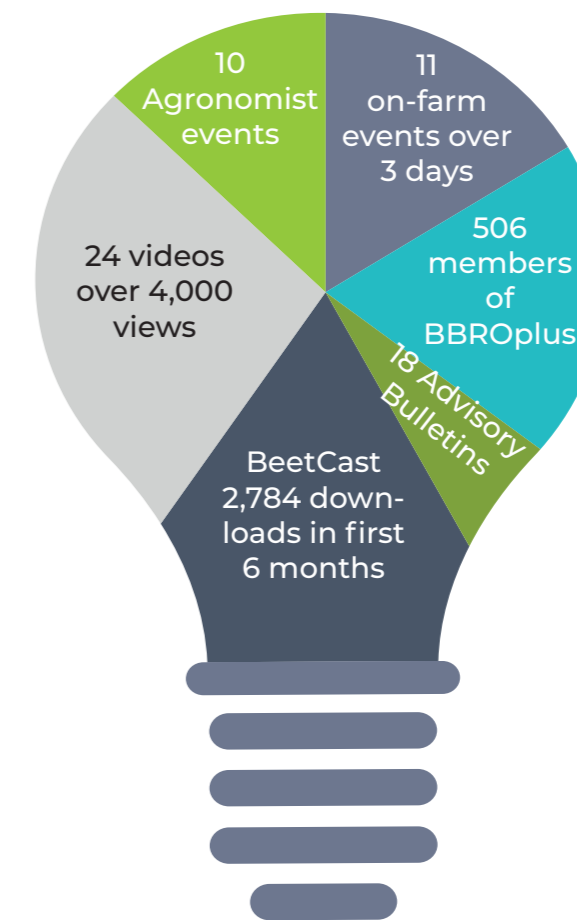 10
Agronomist
events
11
on-farm
events over
3 days
506
members
of
BBROplus
18 Advisory
Bulletins
BeetCast
2,784 down-
loads in first
6 months
24 videos
over 4,000
views